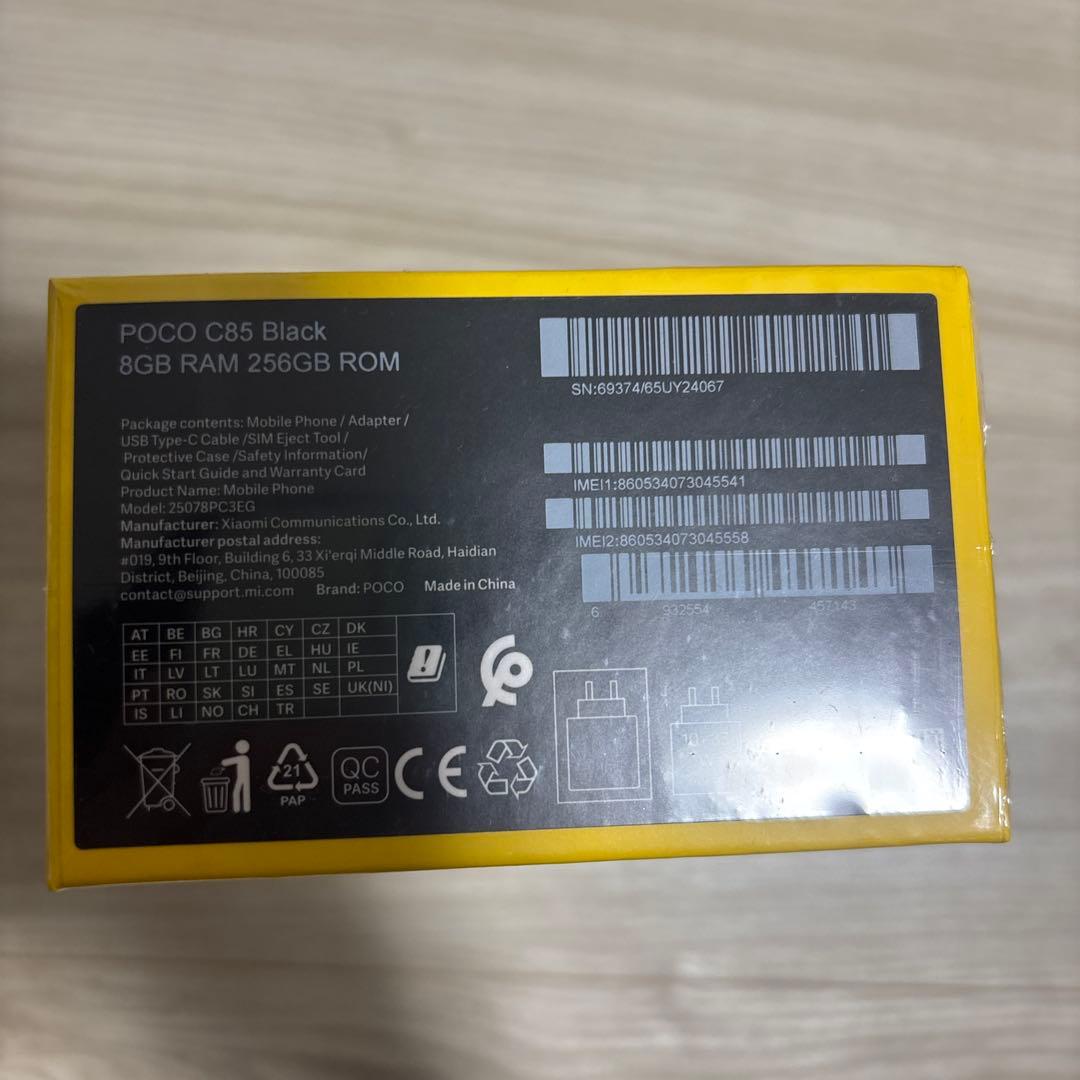 POCO C85 Black
8GB RAM 256GB ROM
Package contents: Mobile Phone / Adapter /
USB Type-C Cable /SIM Eject Tool /
Protective Case /Safety Information/
Quick Start Guide and Warranty Card
Product Name: Mobile Phone
Model: 25078PC3EG
Manufacturer: Xiaomi Communications Co., Ltd.
Manufacturer postal address:
#019, 9th Floor, Building 6, 33 Xi'erqi Middle Road, Haidian
District, Beijing, China, 100085
contact@support.mi.com Brand: POCO Made in China
SN:69374/65UY24067
IMEI1:860534073045541
IMEI2:860534073045558
6 932554 457143
AT BE BG HR CY CZ DK
EE FI FR DE EL HU IE
IT LV LT LU MT NL PL
PT RO SK SI ES SE UK(NI)
IS LI NO CH TR
21
PAP
QC
PASS
CE